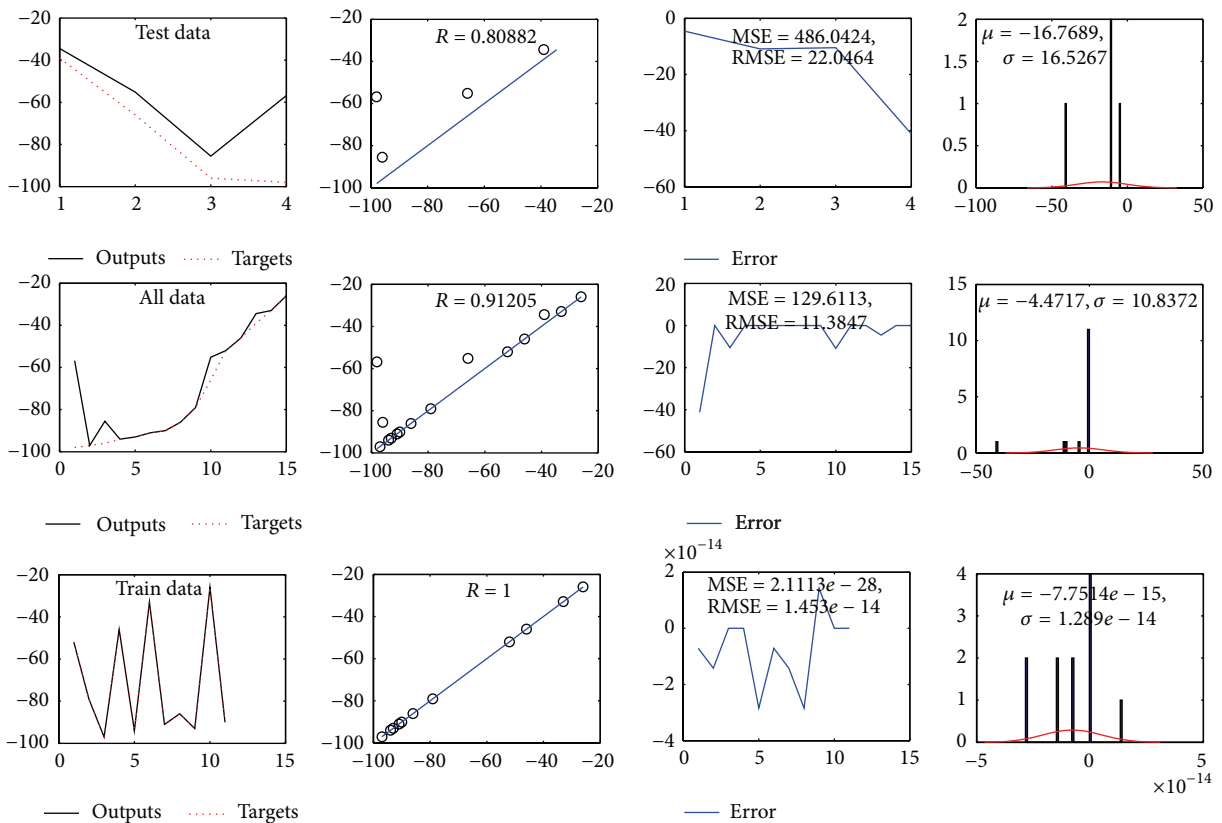 Test data
−20
−40
−60
−80
−100
1 2 3 4
Outputs Targets
R = 0.80882
−20
−40
−60
−80
−100
−100 −80 −60 −40 −20
MSE = 486.0424,
RMSE = 22.0464
0
−20
−40
−60
1 2 3 4
Error
μ = −16.7689,
σ = 16.5267
2
1.5
1
0.5
0
−100 −50 0 50
All data
−20
−40
−60
−80
−100
0 5 10 15
Outputs Targets
R = 0.91205
−20
−40
−60
−80
−100
−100 −80 −60 −40 −20
MSE = 129.6113,
RMSE = 11.3847
20
0
−20
−40
−60
0 5 10 15
Error
μ = −4.4717, σ = 10.8372
15
10
5
0
−50 0 50
Train data
−20
−40
−60
−80
−100
0 5 10 15
Outputs Targets
R = 1
−20
−40
−60
−80
−100
−100 −80 −60 −40 −20
×10−14
MSE = 2.1113e − 28,
RMSE = 1.453e − 14
2
0
−2
−4
0 5 10 15
Error
μ = −7.7514e − 15,
σ = 1.289e − 14
4
3
2
1
0
−5 0 5
×10−14